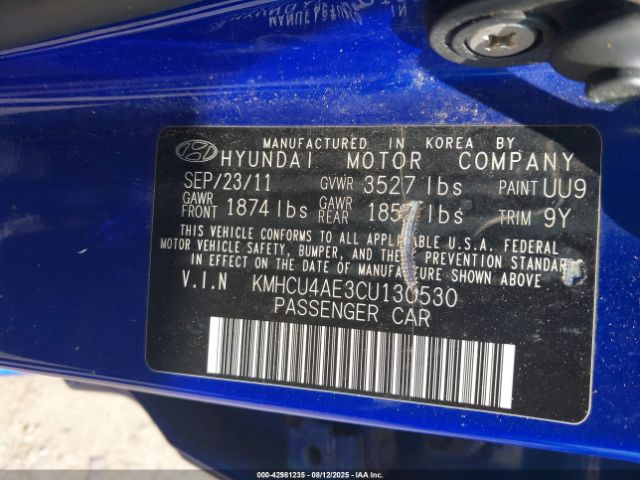 MANUFACTURED IN KOREA BY
HYUNDAI MOTOR COMPANY
SEP/23/11 GVWR 3527 lbs PAINT UU9
GAWR FRONT 1874 lbs GAWR REAR 1857 lbs TRIM 9Y
THIS VEHICLE CONFORMS TO ALL APPLICABLE U.S.A. FEDERAL
MOTOR VEHICLE SAFETY, BUMPER, AND THEFT PREVENTION STANDARDS
IN EFFECT ON THE DATE OF MANUFACTURE SHOWN ABOVE
V.I.N KMHCU4AE3CU130530
PASSENGER CAR
000-42981235 08/12/2025 IAA Inc.